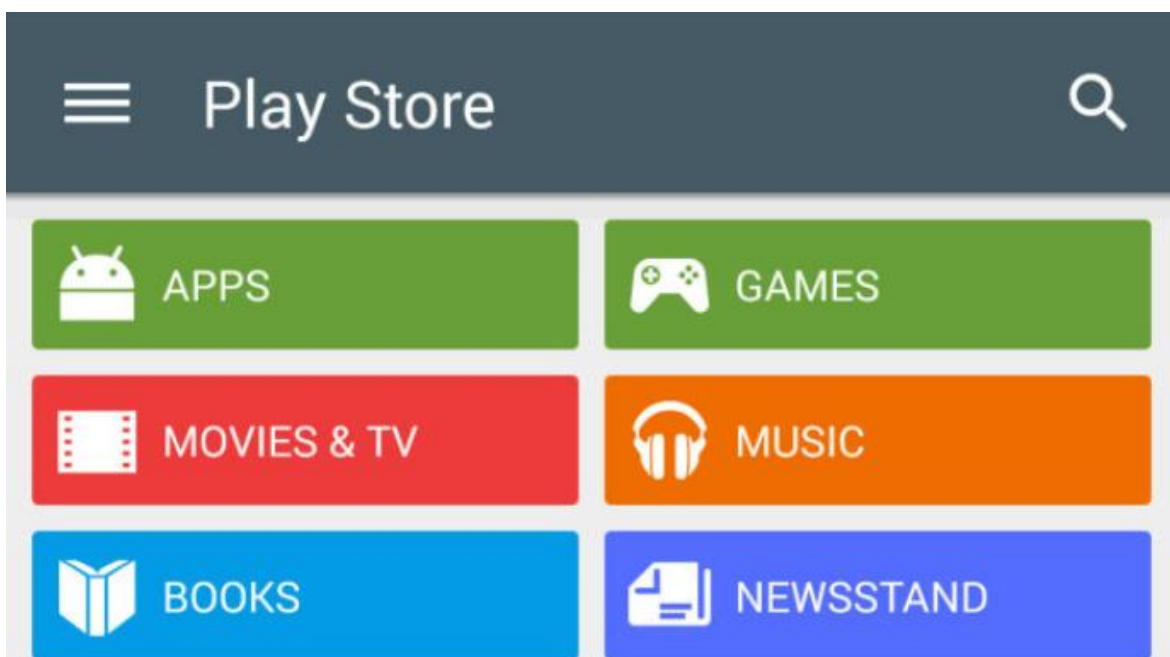 Play Store
APPS
GAMES
MOVIES & TV
MUSIC
BOOKS
NEWSSTAND